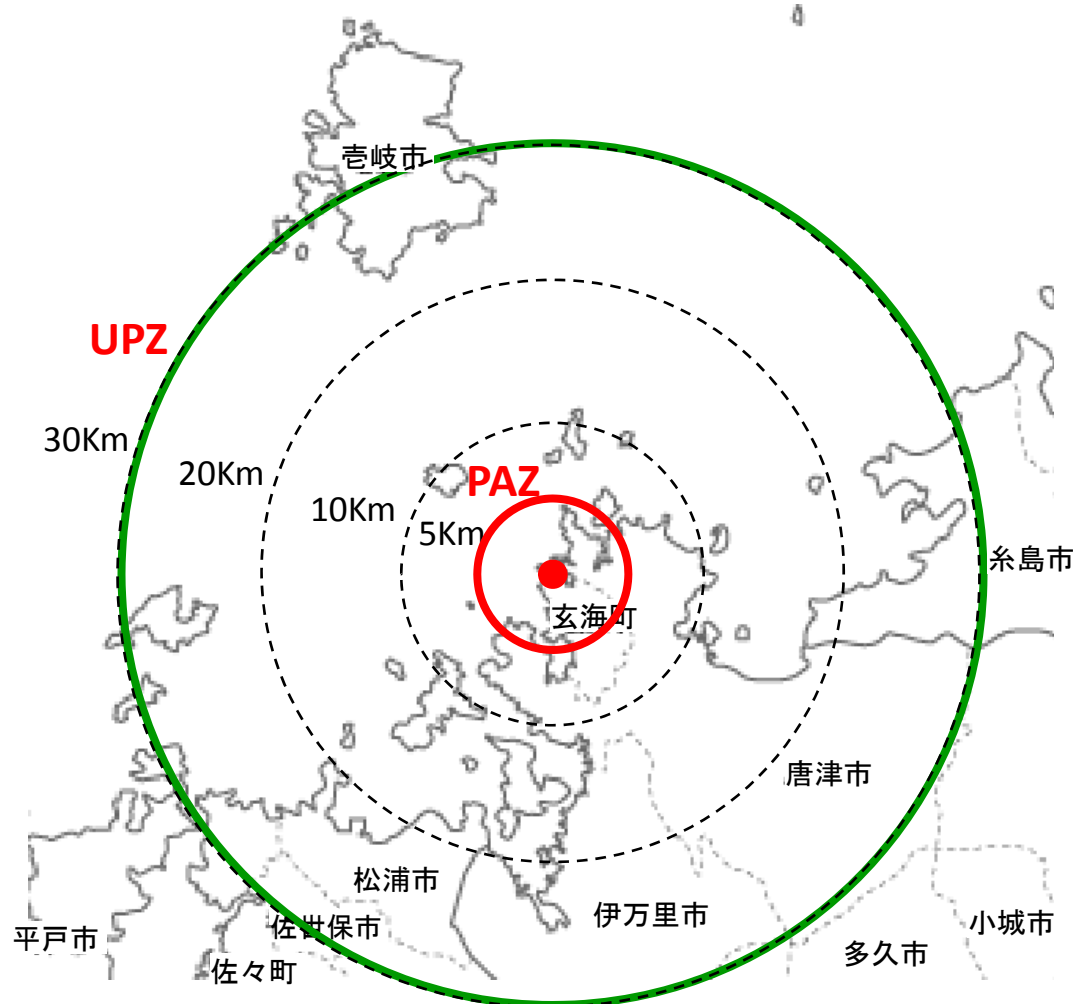 壱岐市
UPZ
30Km
20Km
PAZ
10Km
5Km
糸島市
玄海町
唐津市
松浦市
伊万里市
佐世保市
小城市
平戸市
多久市
佐々町